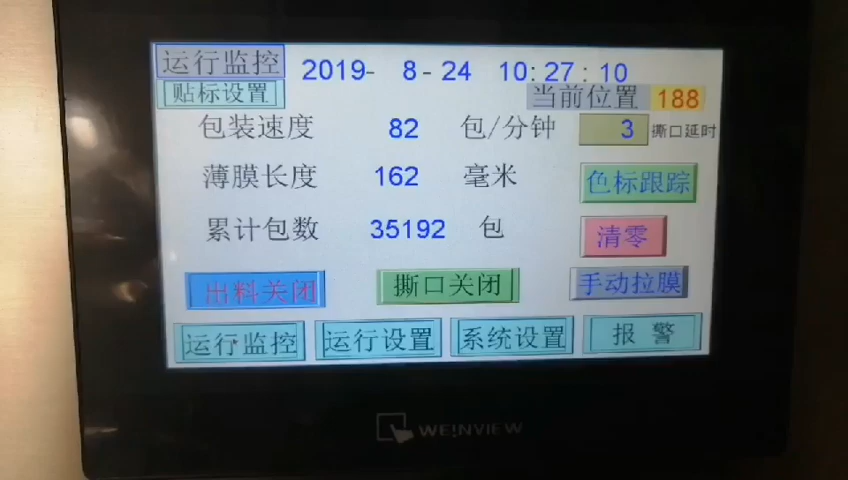 运行监控 2019- 8-24 10:27:10
贴标设置 当前位置 188
包装速度 82 包/分钟 3 撕口延时
薄膜长度 162 毫米 色标跟踪
累计包数 35192 包 清零
出料关闭 撕口关闭 手动拉膜
运行监控 运行设置 系统设置 报 警
WE!NVIEW